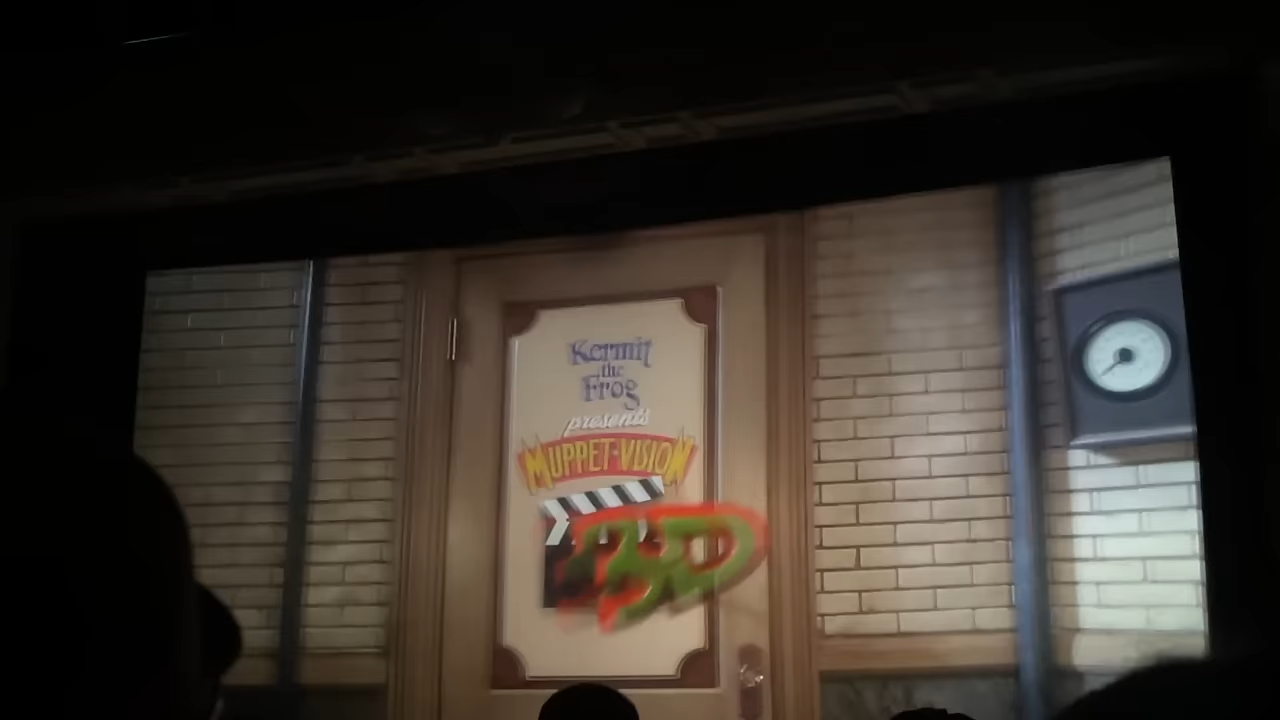 Kermit
the
Frog
presents
MUPPET-VISION
3D